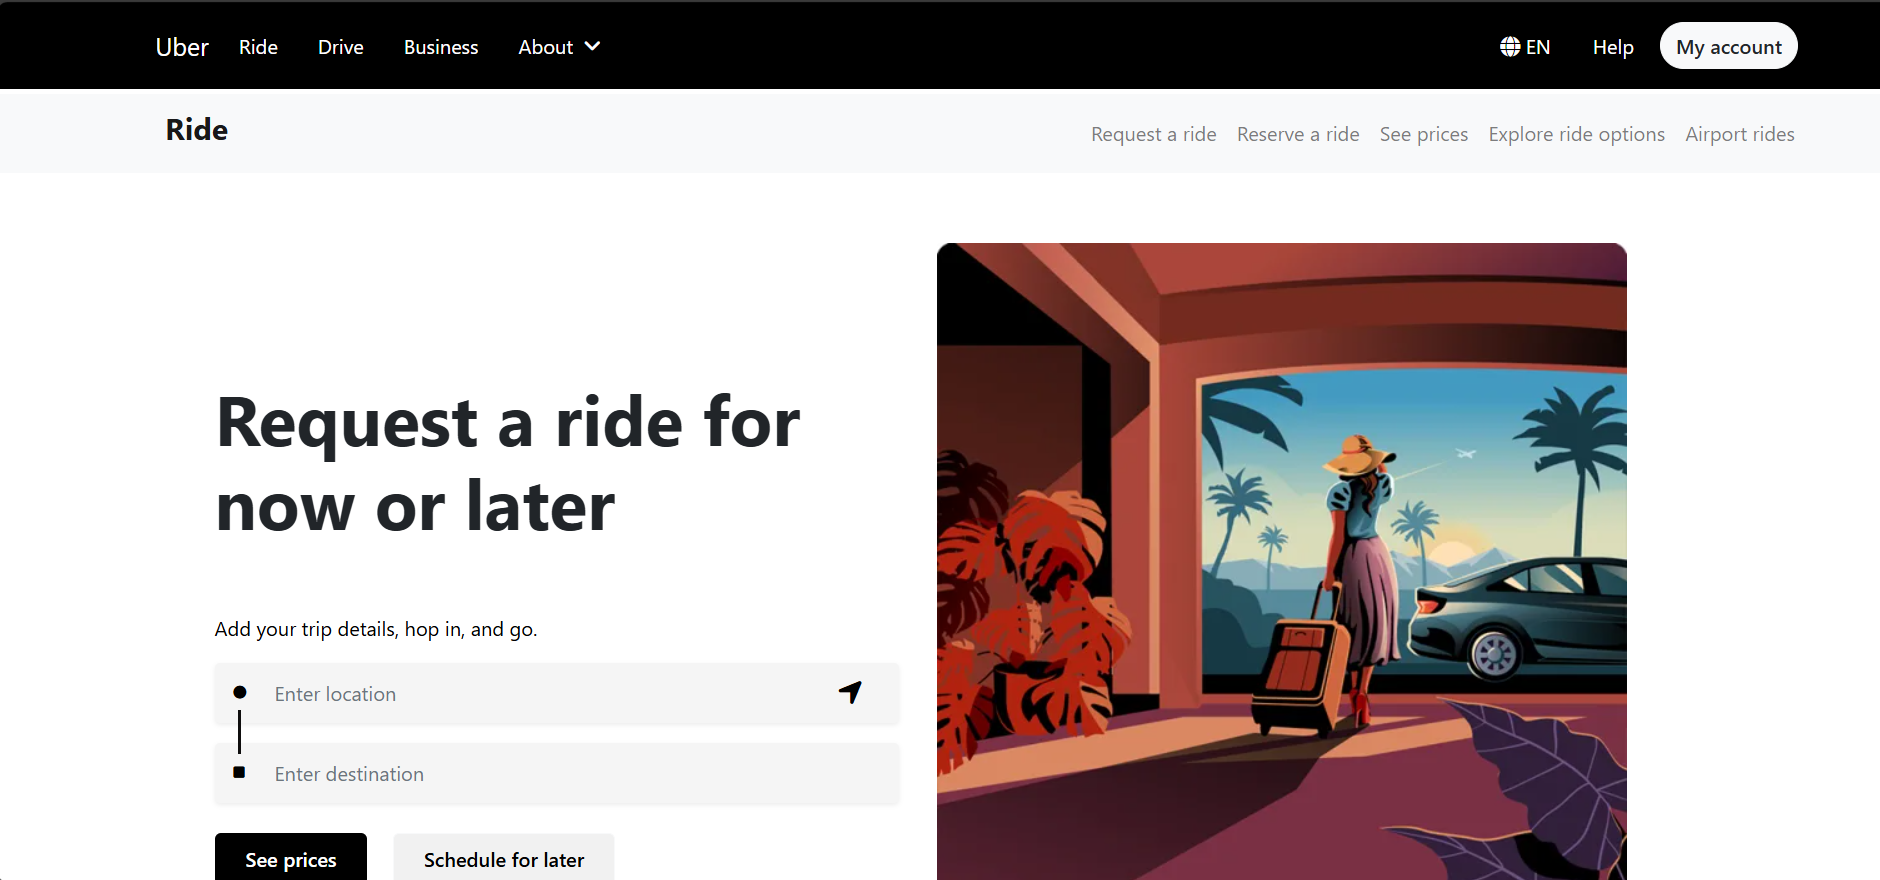 Uber Ride Drive Business About EN Help My account
Ride Request a ride Reserve a ride See prices Explore ride options Airport rides
Request a ride for
now or later
Add your trip details, hop in, and go.
Enter location
Enter destination
See prices Schedule for later